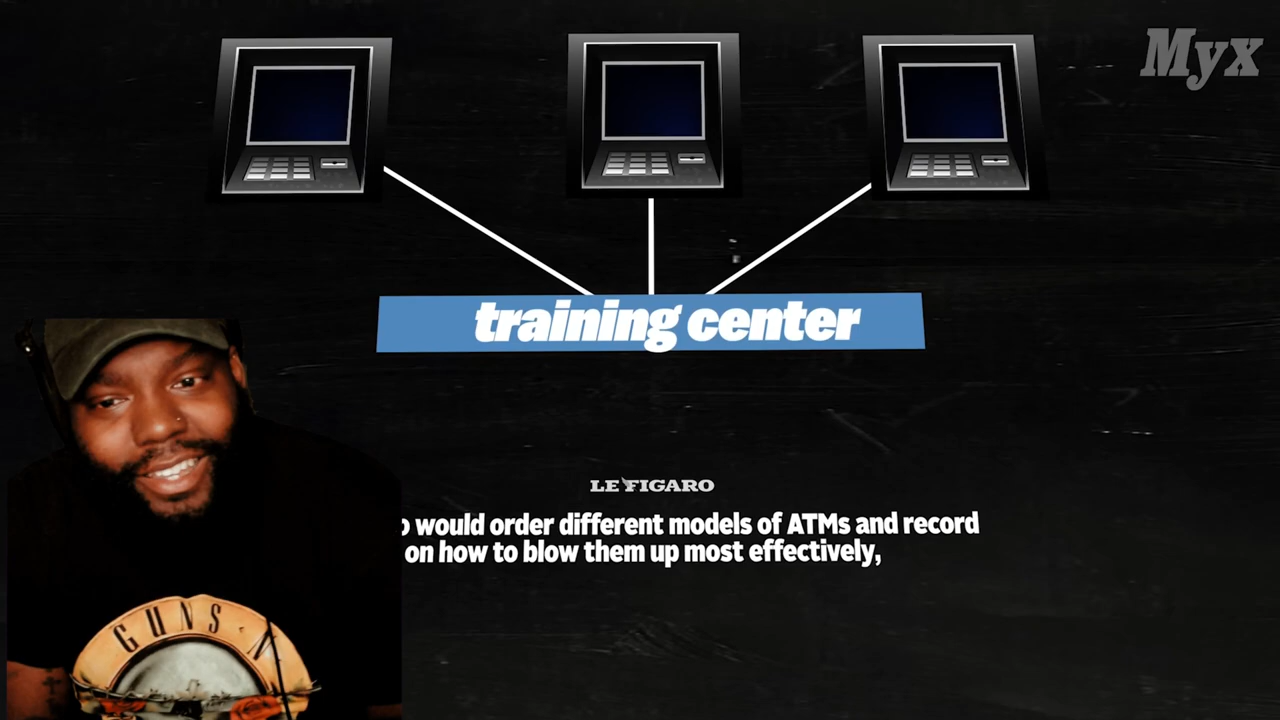 Myx
training center
LE FIGARO
would order different models of ATMs and record
on how to blow them up most effectively,
GUNS N